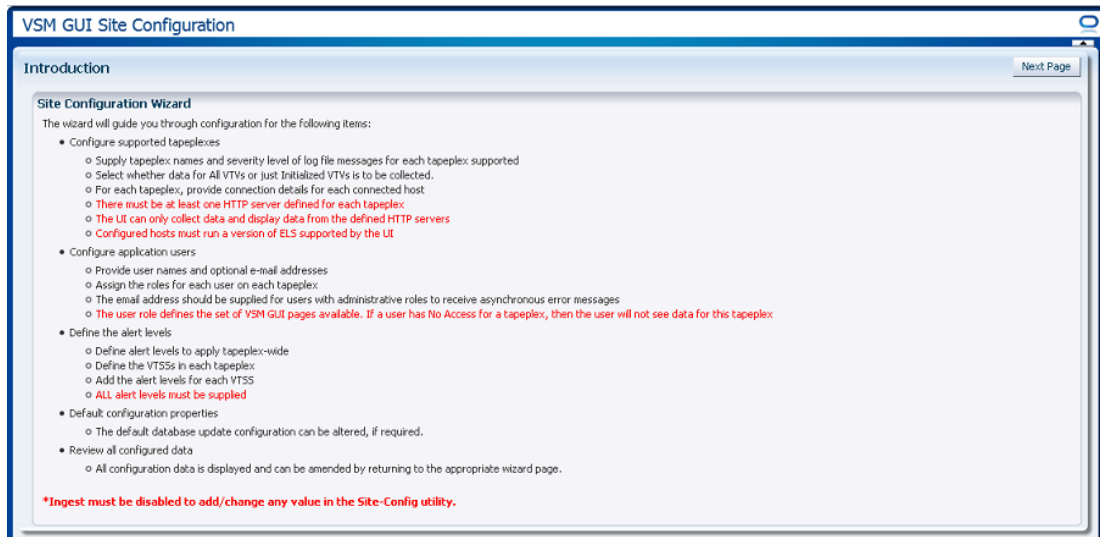 VSM GUI Site Configuration
Introduction
Next Page
Site Configuration Wizard
The wizard will guide you through configuration for the following items:
• Configure supported tapeplexes
o Supply tapeplex names and severity level of log file messages for each tapeplex supported
o Select whether data for All VTVs or just Initialized VTVs is to be collected.
o For each tapeplex, provide connection details for each connected host
o There must be at least one HTTP server defined for each tapeplex
o The UI can only collect data and display data from the defined HTTP servers
o Configured hosts must run a version of ELS supported by the UI
• Configure application users
o Provide user names and optional e-mail addresses
o Assign the roles for each user on each tapeplex
o The email address should be supplied for users with administrative roles to receive asynchronous error messages
o The user role defines the set of VSM GUI pages available. If a user has No Access for a tapeplex, then the user will not see data for this tapeplex
• Define the alert levels
o Define alert levels to apply tapeplex-wide
o Define the VTSSs in each tapeplex
o Add the alert levels for each VTSS
o ALL alert levels must be supplied
• Default configuration properties
o The default database update configuration can be altered, if required.
• Review all configured data
o All configuration data is displayed and can be amended by returning to the appropriate wizard page.
*Ingest must be disabled to add/change any value in the Site-Config utility.